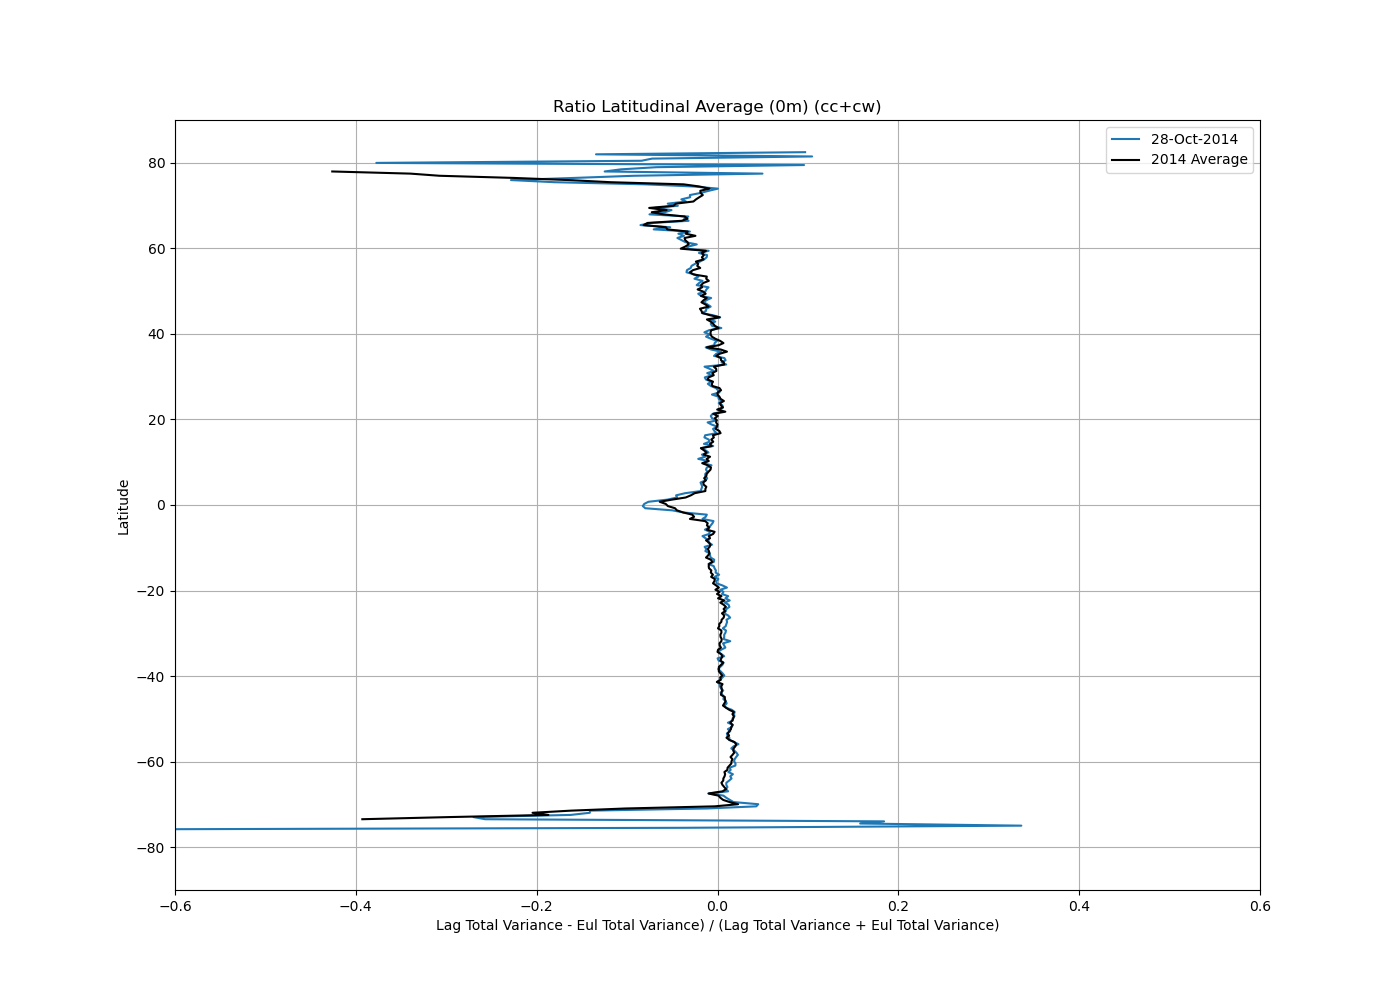 Ratio Latitudinal Average (0m) (cc+cw)
28-Oct-2014
2014 Average
80
60
40
20
0
−20
−40
−60
−80
Latitude
−0.6 −0.4 −0.2 0.0 0.2 0.4 0.6
Lag Total Variance - Eul Total Variance) / (Lag Total Variance + Eul Total Variance)